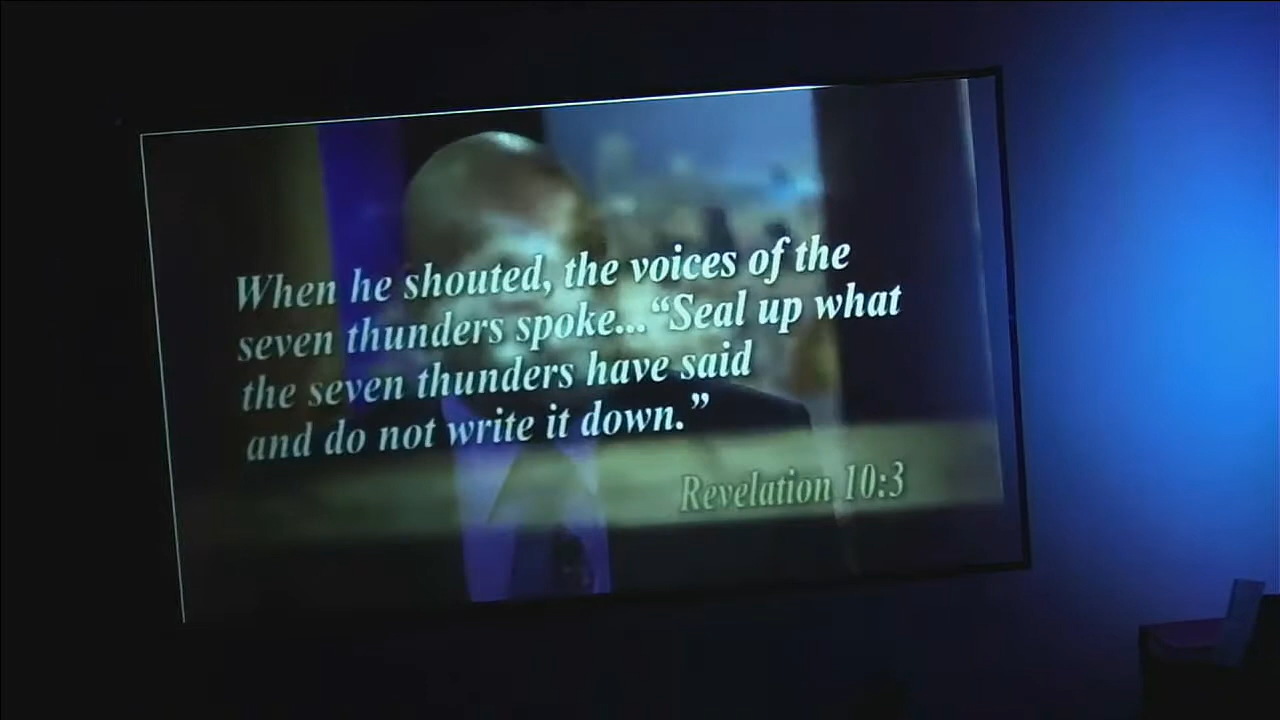 When he shouted, the voices of the
seven thunders spoke...“Seal up what
the seven thunders have said
and do not write it down.”
Revelation 10:3